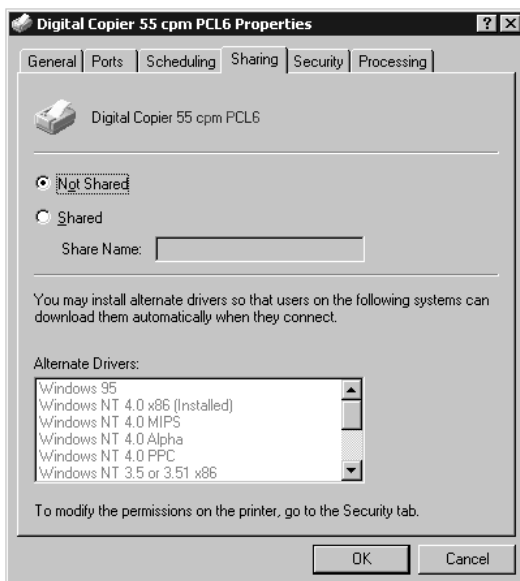 Digital Copier 55 cpm PCL6 Properties
General Ports Scheduling Sharing Security Processing
Digital Copier 55 cpm PCL6
Not Shared
Shared
Share Name:
You may install alternate drivers so that users on the following systems can
download them automatically when they connect.
Alternate Drivers:
Windows 95
Windows NT 4.0 x86 (Installed)
Windows NT 4.0 MIPS
Windows NT 4.0 Alpha
Windows NT 4.0 PPC
Windows NT 3.5 or 3.51 x86
To modify the permissions on the printer, go to the Security tab.
OK Cancel